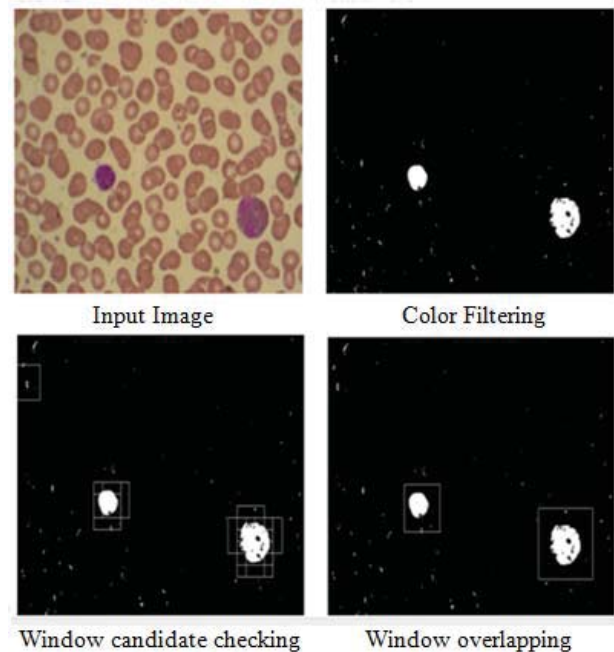 Input Image
Color Filtering
Window candidate checking
Window overlapping